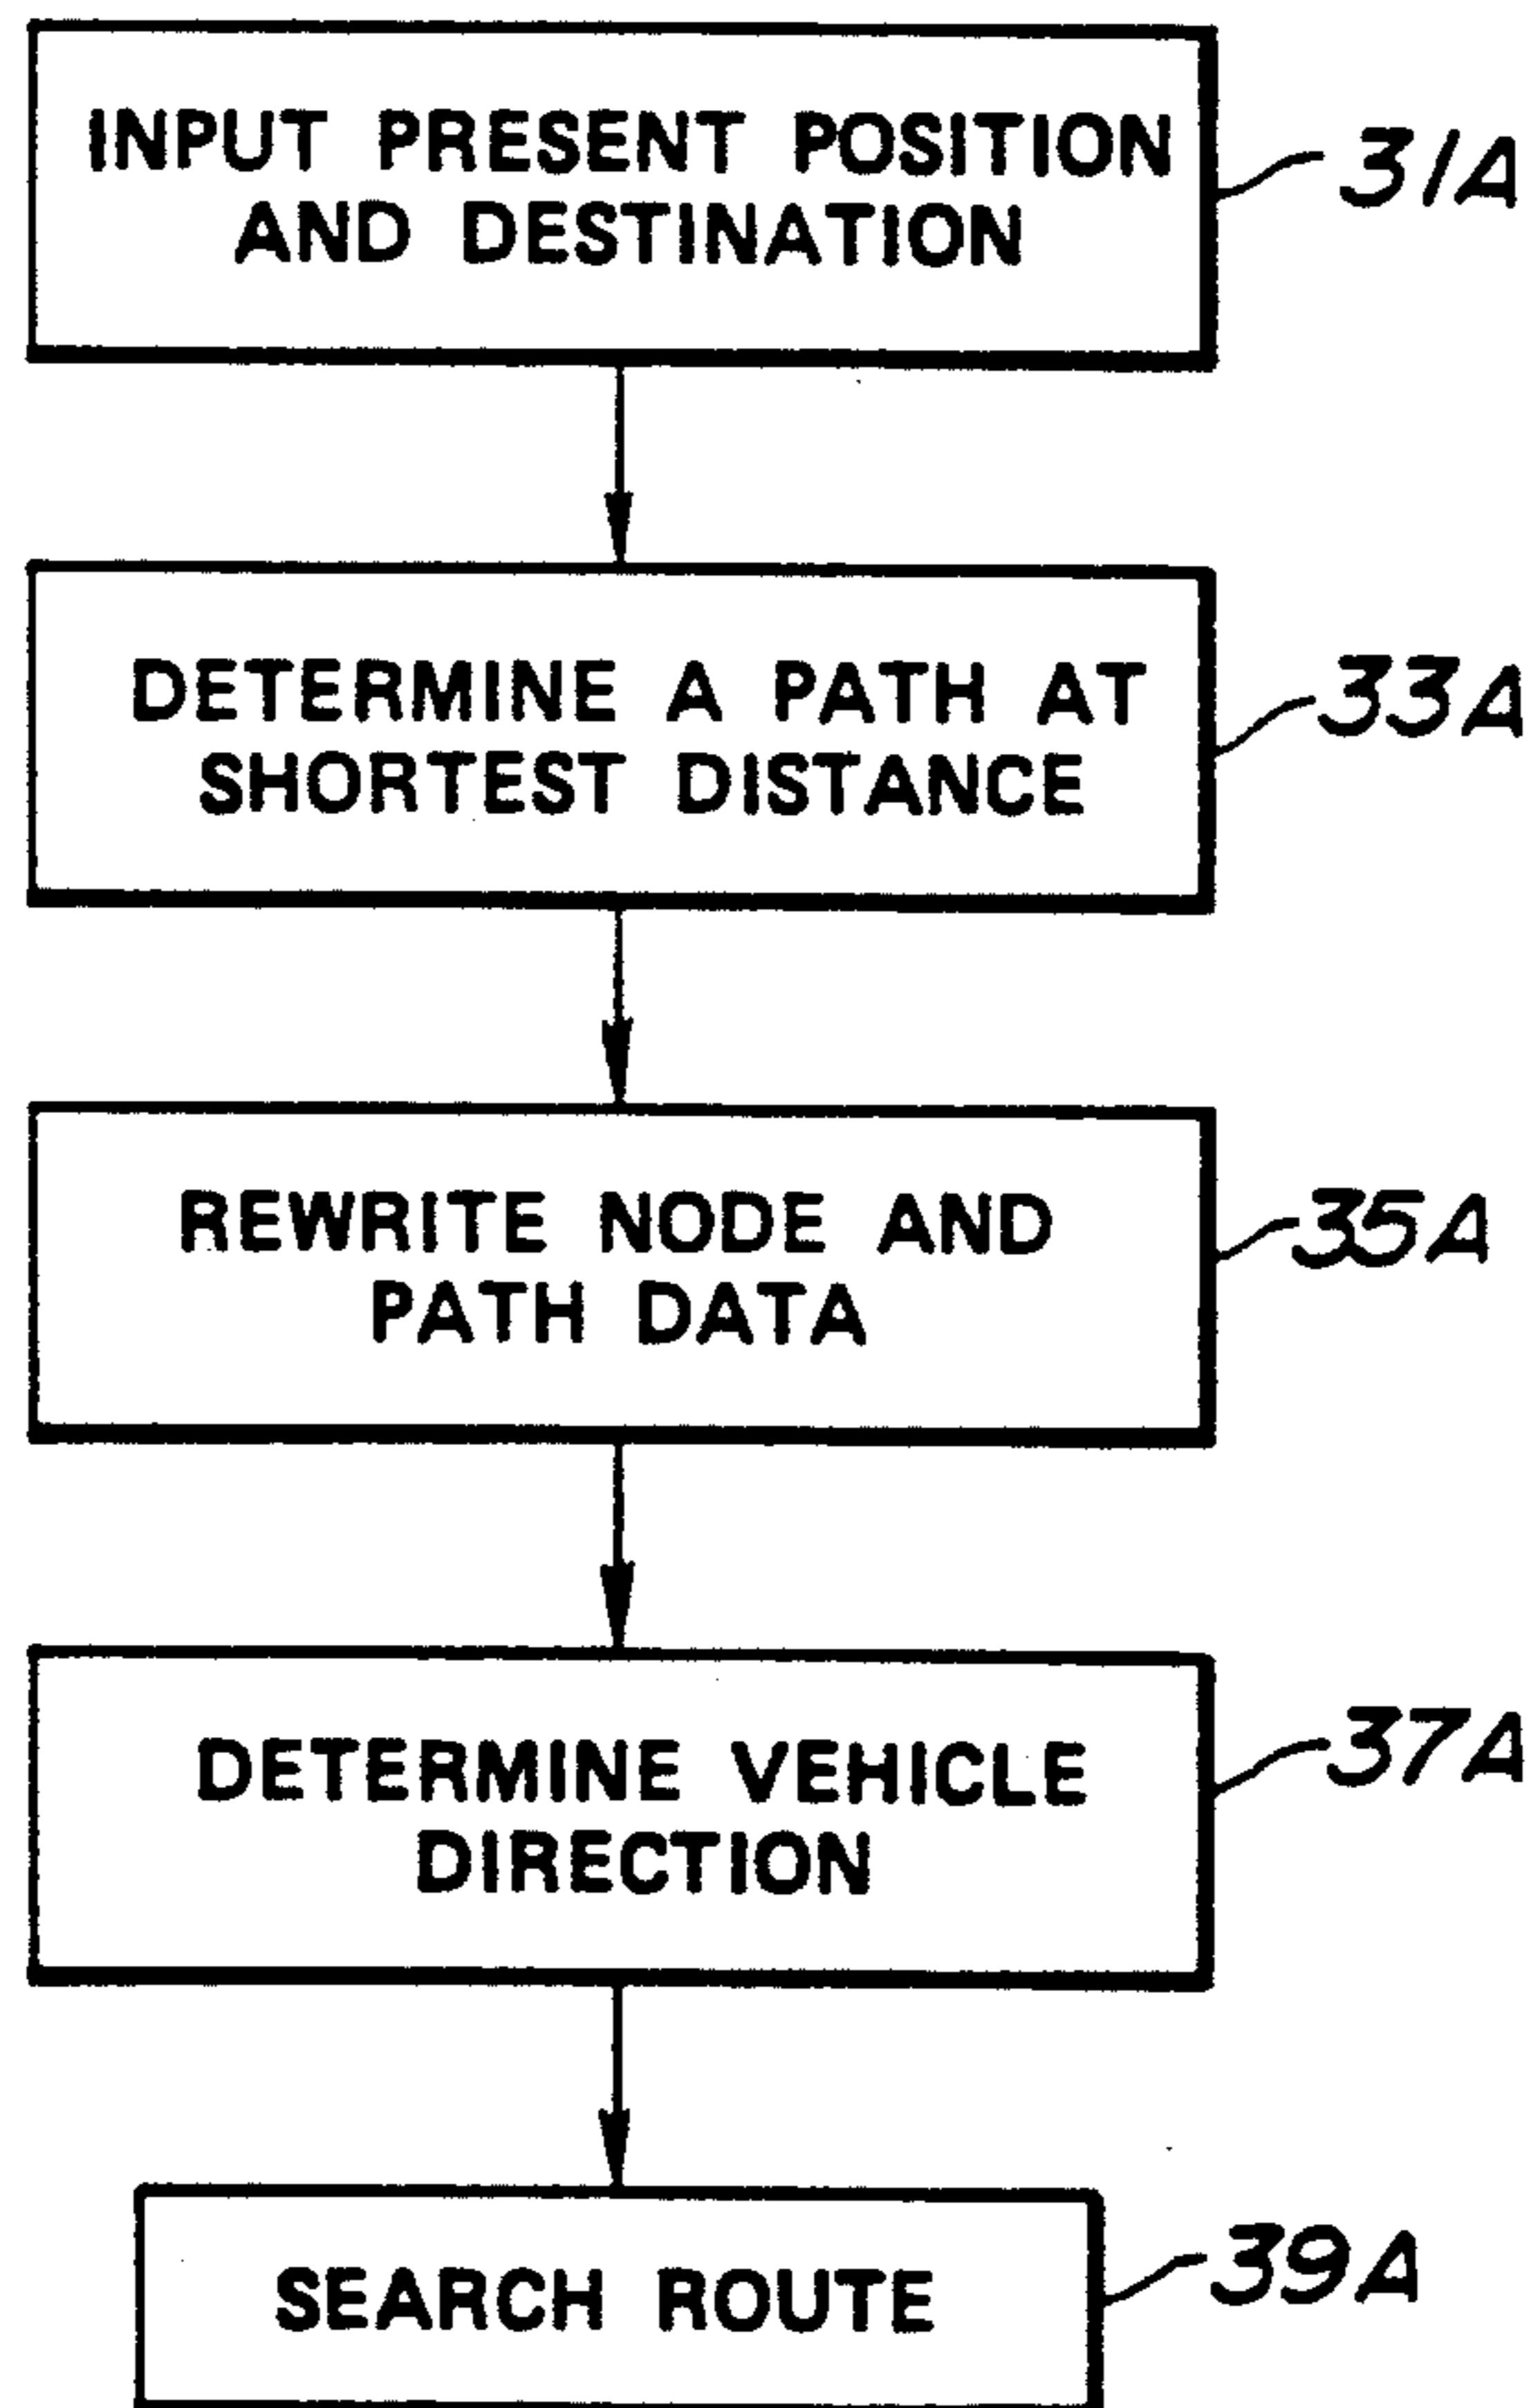 INPUT PRESENT POSITION
AND DESTINATION
31A
DETERMINE A PATH AT
SHORTEST DISTANCE
33A
REWRITE NODE AND
PATH DATA
35A
DETERMINE VEHICLE
DIRECTION
37A
SEARCH ROUTE
39A